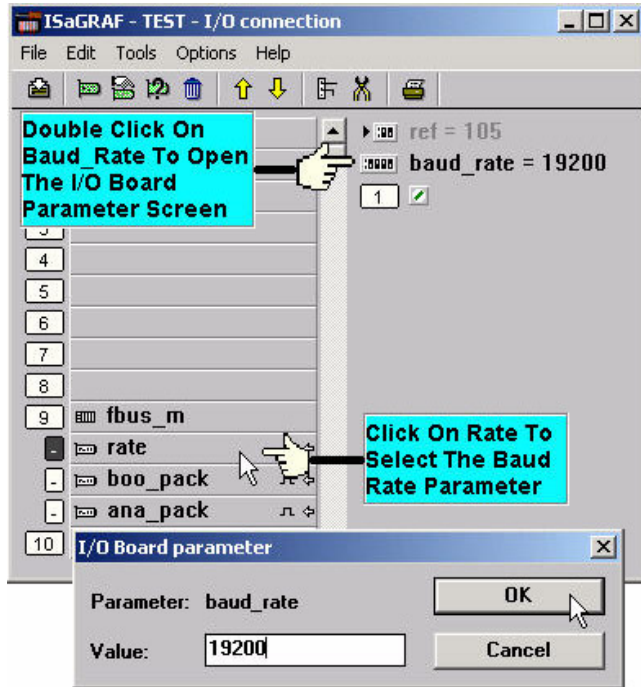 ISaGRAF - TEST - I/O connection
File Edit Tools Options Help
Double Click On
Baud_Rate To Open
The I/O Board
Parameter Screen
ref = 105
baud_rate = 19200
1
3
4
5
6
7
8
9 fbus_m
rate
boo_pack
ana_pack
10
Click On Rate To
Select The Baud
Rate Parameter
I/O Board parameter
Parameter: baud_rate
OK
Value: 19200
Cancel